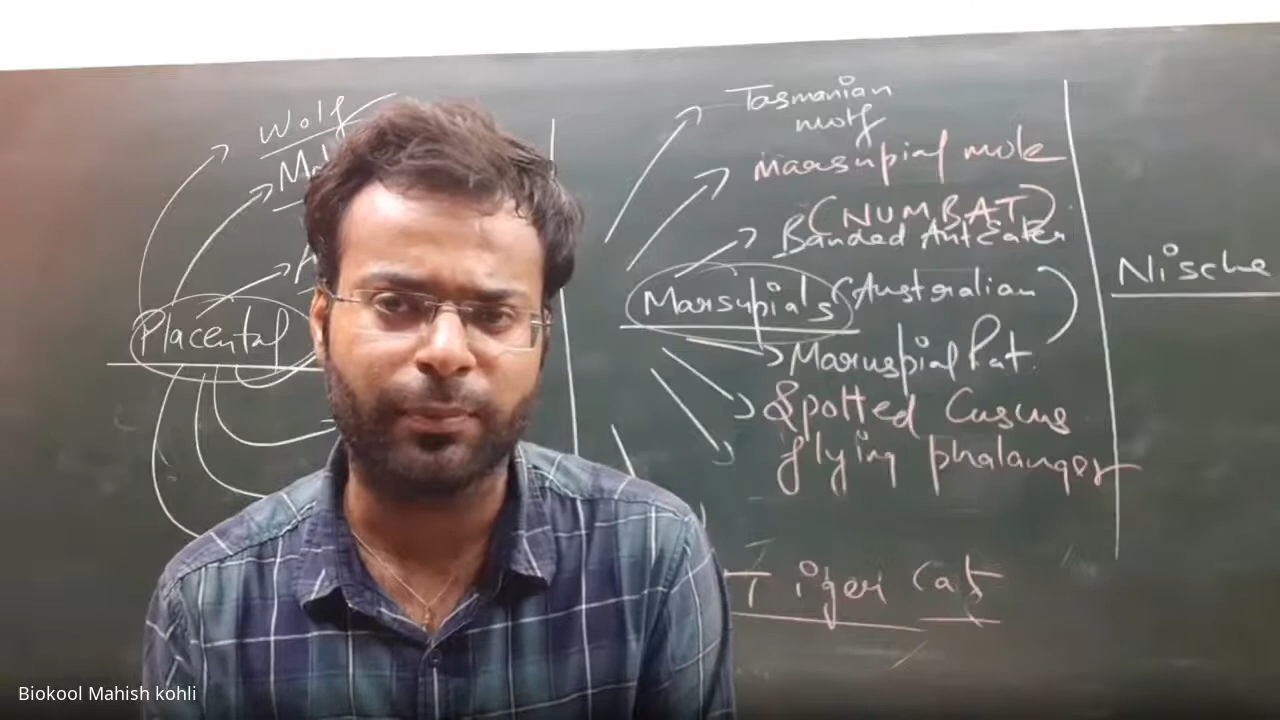 Wolf
Placental
Tasmanian
wolf
Marsupial mole
(NUMBAT)
Banded AntEater
Marsupials (Australian)
Maruspial Rat.
Spotted Cuscus
flying phalanger
Tiger Cat
Nische
Biokool Mahish kohli